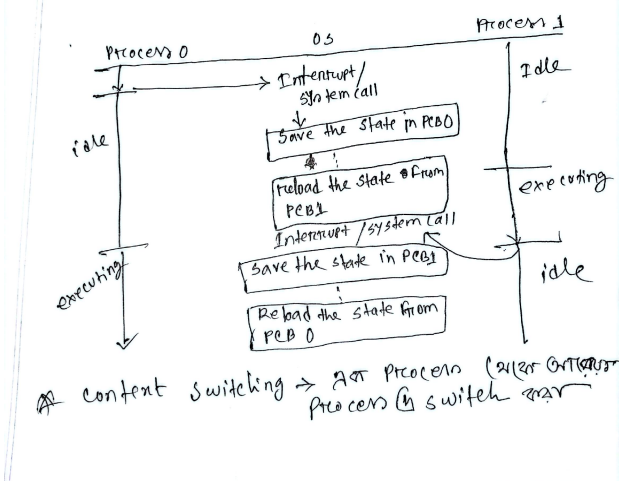 Process 0 OS Process 1
Interrupt/
system call
Idle
idle
Save the state in PCB0
reload the state from
PCB1
executing
Interrupt / system call
Save the state in PCB1
idle
executing
Reload the state from
PCB 0
context switching → এক Process থেকে আরেক
Process এ switch করা